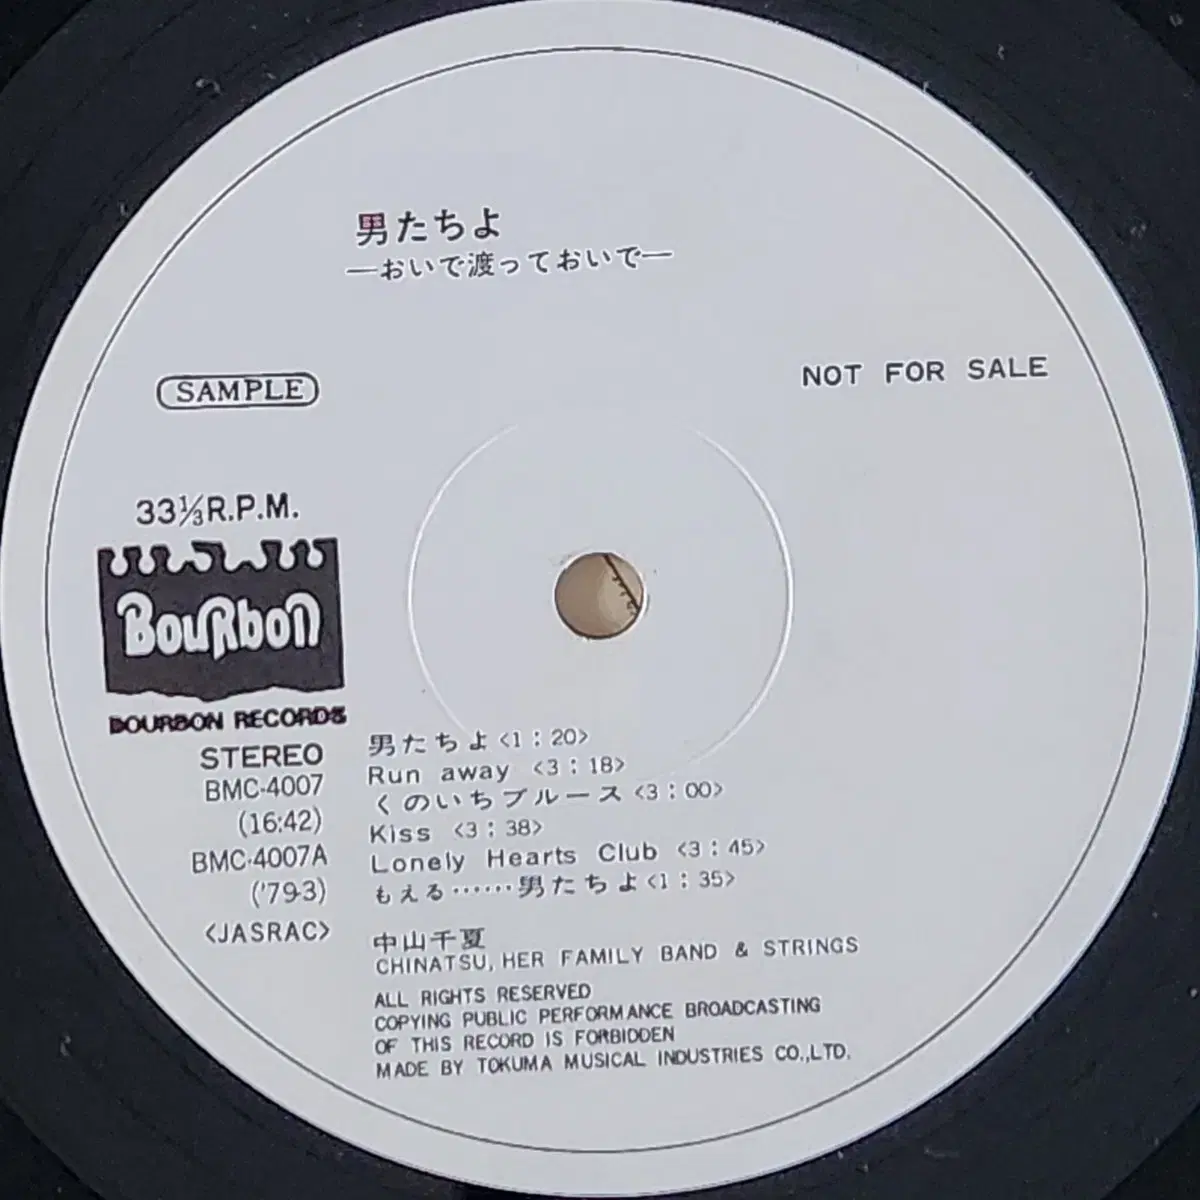 男たちよ
―おいで渡っておいで―
SAMPLE
NOT FOR SALE
33⅓R.P.M.
BouRbon
BOURBON RECORDS
STEREO
BMC-4007
(16:42)
BMC-4007A
('79-3)
<JASRAC>
男たちよ<1:20>
Run away <3:18>
くのいちブルース<3:00>
Kiss <3:38>
Lonely Hearts Club <3:45>
もえる……男たちよ<1:35>
中山千夏
CHINATSU, HER FAMILY BAND & STRINGS
ALL RIGHTS RESERVED
COPYING PUBLIC PERFORMANCE BROADCASTING
OF THIS RECORD IS FORBIDDEN
MADE BY TOKUMA MUSICAL INDUSTRIES CO.,LTD.